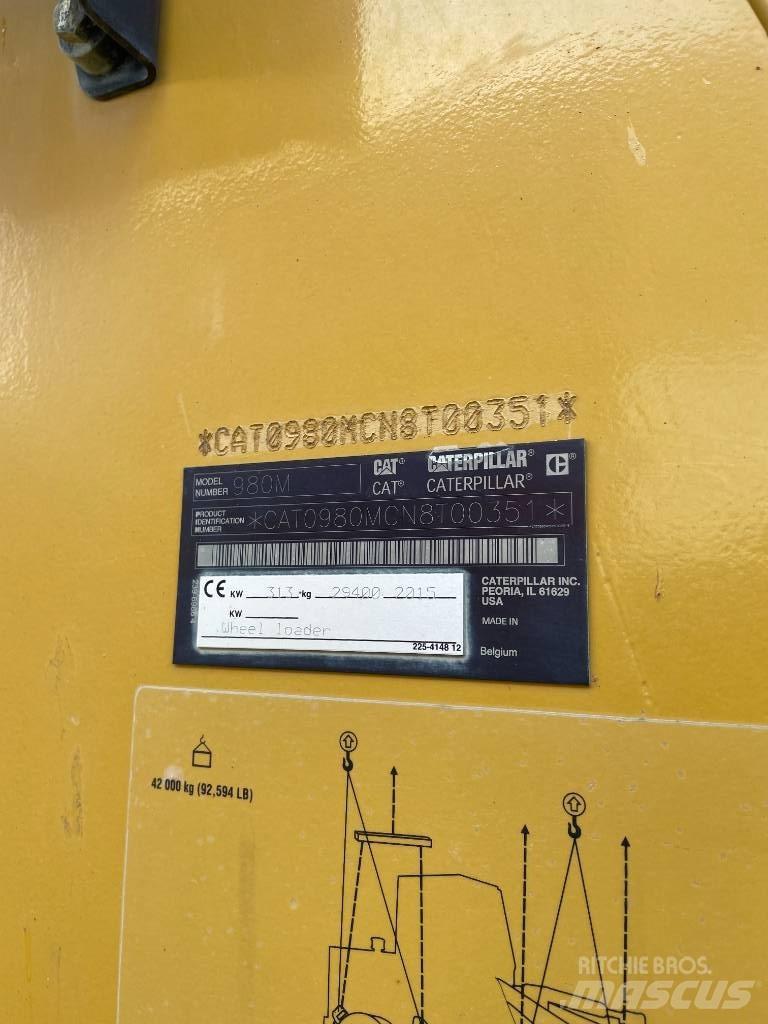 *CAT0980MCN8T00351*
MODEL NUMBER 980M
CAT® CATERPILLAR C
CAT® CATERPILLAR
PRODUCT IDENTIFICATION NUMBER *CAT0980MCN8T00351*
CE KW 313 kg 29400 2015
KW
Wheel loader
225-4148 12
CATERPILLAR INC.
PEORIA, IL 61629
USA
MADE IN
Belgium
42 000 kg (92,594 LB)
RITCHIE BROS.
MASCUS